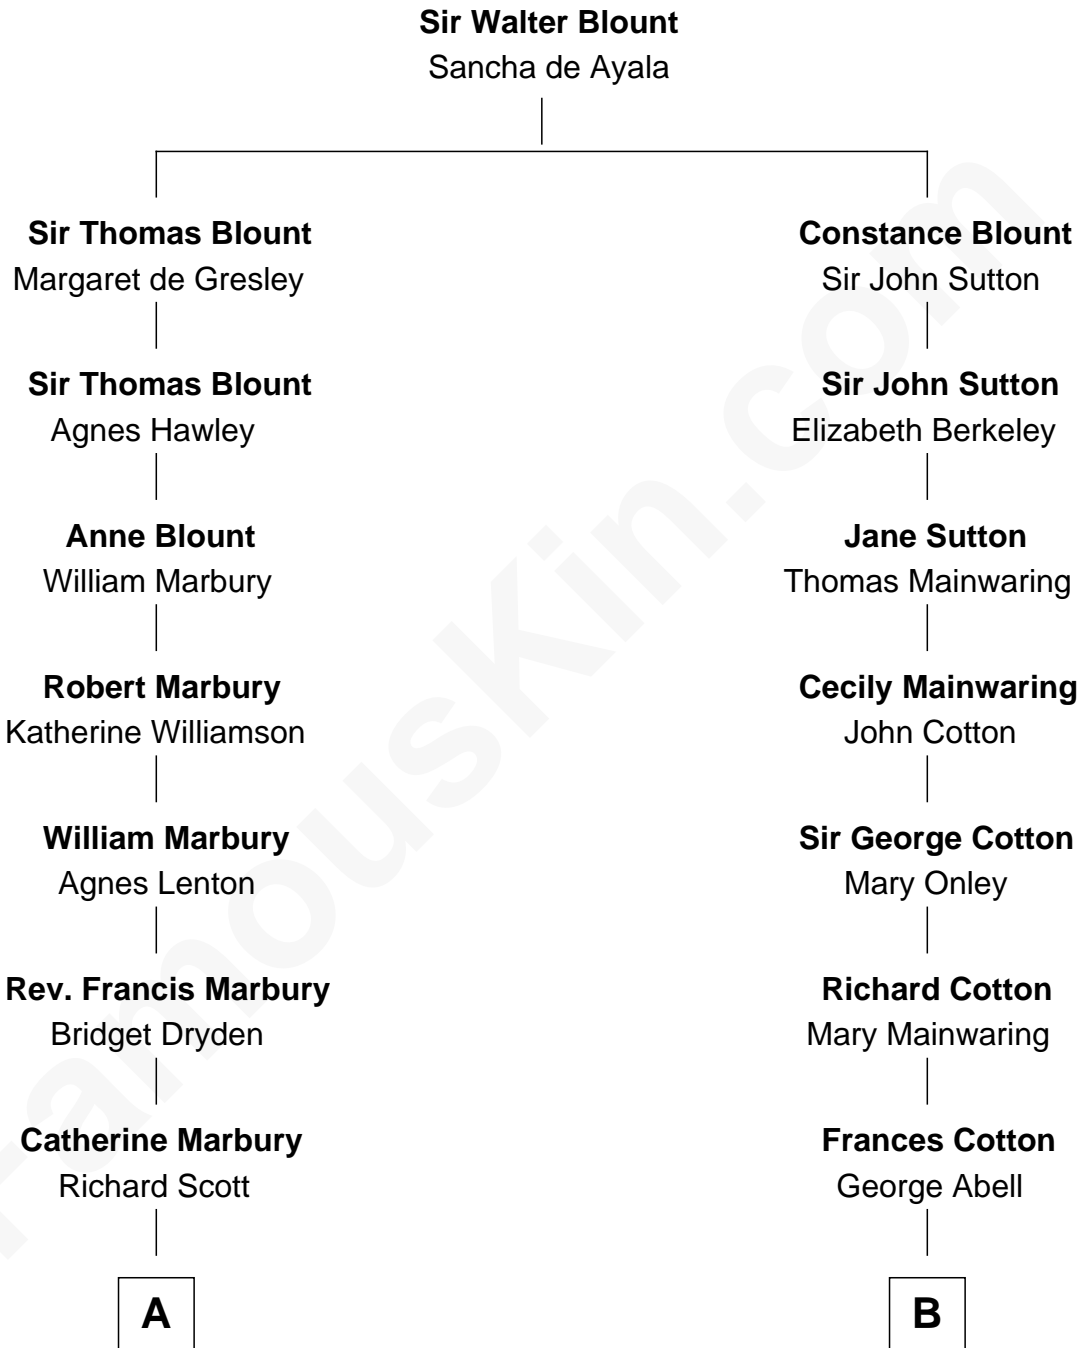 Sir Walter Blount
Sancha de Ayala
Sir Thomas Blount
Margaret de Gresley
Constance Blount
Sir John Sutton
Sir Thomas Blount
Agnes Hawley
Sir John Sutton
Elizabeth Berkeley
Anne Blount
William Marbury
Jane Sutton
Thomas Mainwaring
Robert Marbury
Katherine Williamson
Cecily Mainwaring
John Cotton
William Marbury
Agnes Lenton
Sir George Cotton
Mary Onley
Rev. Francis Marbury
Bridget Dryden
Richard Cotton
Mary Mainwaring
Catherine Marbury
Richard Scott
Frances Cotton
George Abell
A
B
FamousKin.com